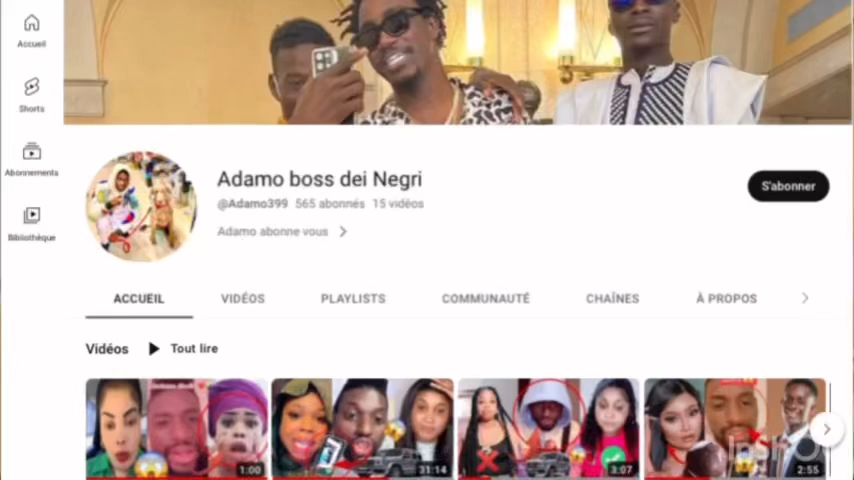 Accueil
Shorts
Abonnements
Bibliothèque
Adamo boss dei Negri
@Adamo399 565 abonnés 15 vidéos
Adamo abonne vous
S'abonner
ACCUEIL VIDÉOS PLAYLISTS COMMUNAUTÉ CHAÎNES À PROPOS
Vidéos Tout lire
1:00 31:14 3:07 2:55
InShOt